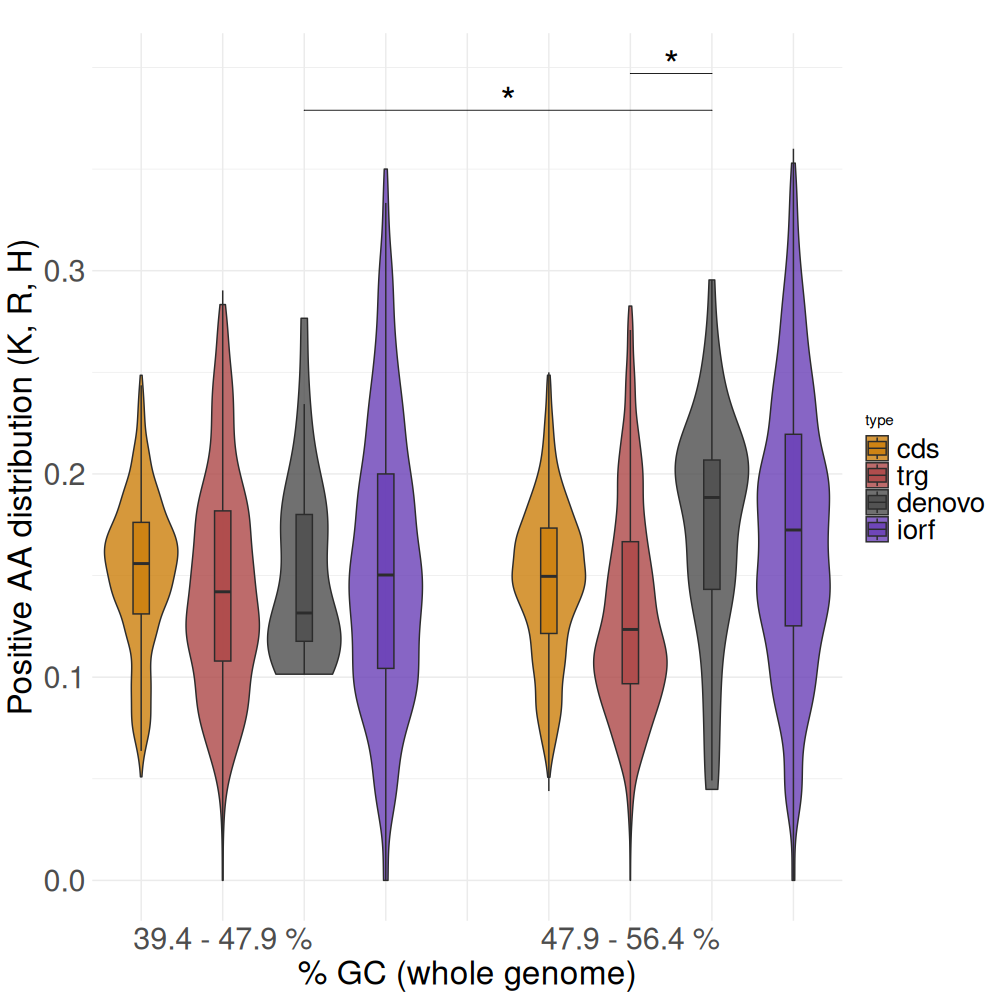 *
*
Positive AA distribution (K, R, H)
0.3
0.2
0.1
0.0
39.4 - 47.9 %
47.9 - 56.4 %
% GC (whole genome)
type
cds
trg
denovo
iorf